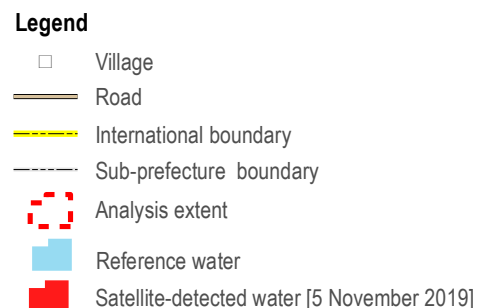 Legend
Village
Road
International boundary
Sub-prefecture boundary
Analysis extent
Reference water
Satellite-detected water [5 November 2019]